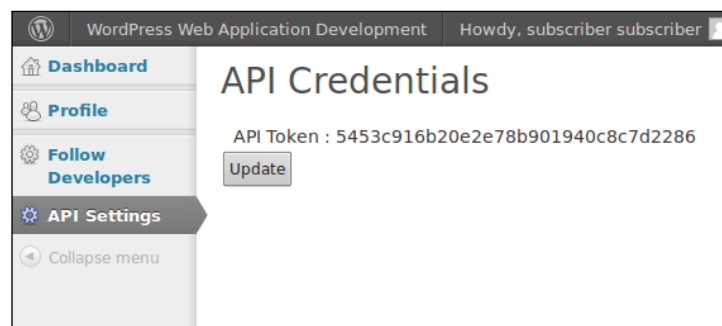 WordPress Web Application Development Howdy, subscriber subscriber
Dashboard
Profile
Follow
Developers
API Settings
Collapse menu
API Credentials
API Token : 5453c916b20e2e78b901940c8c7d2286
Update